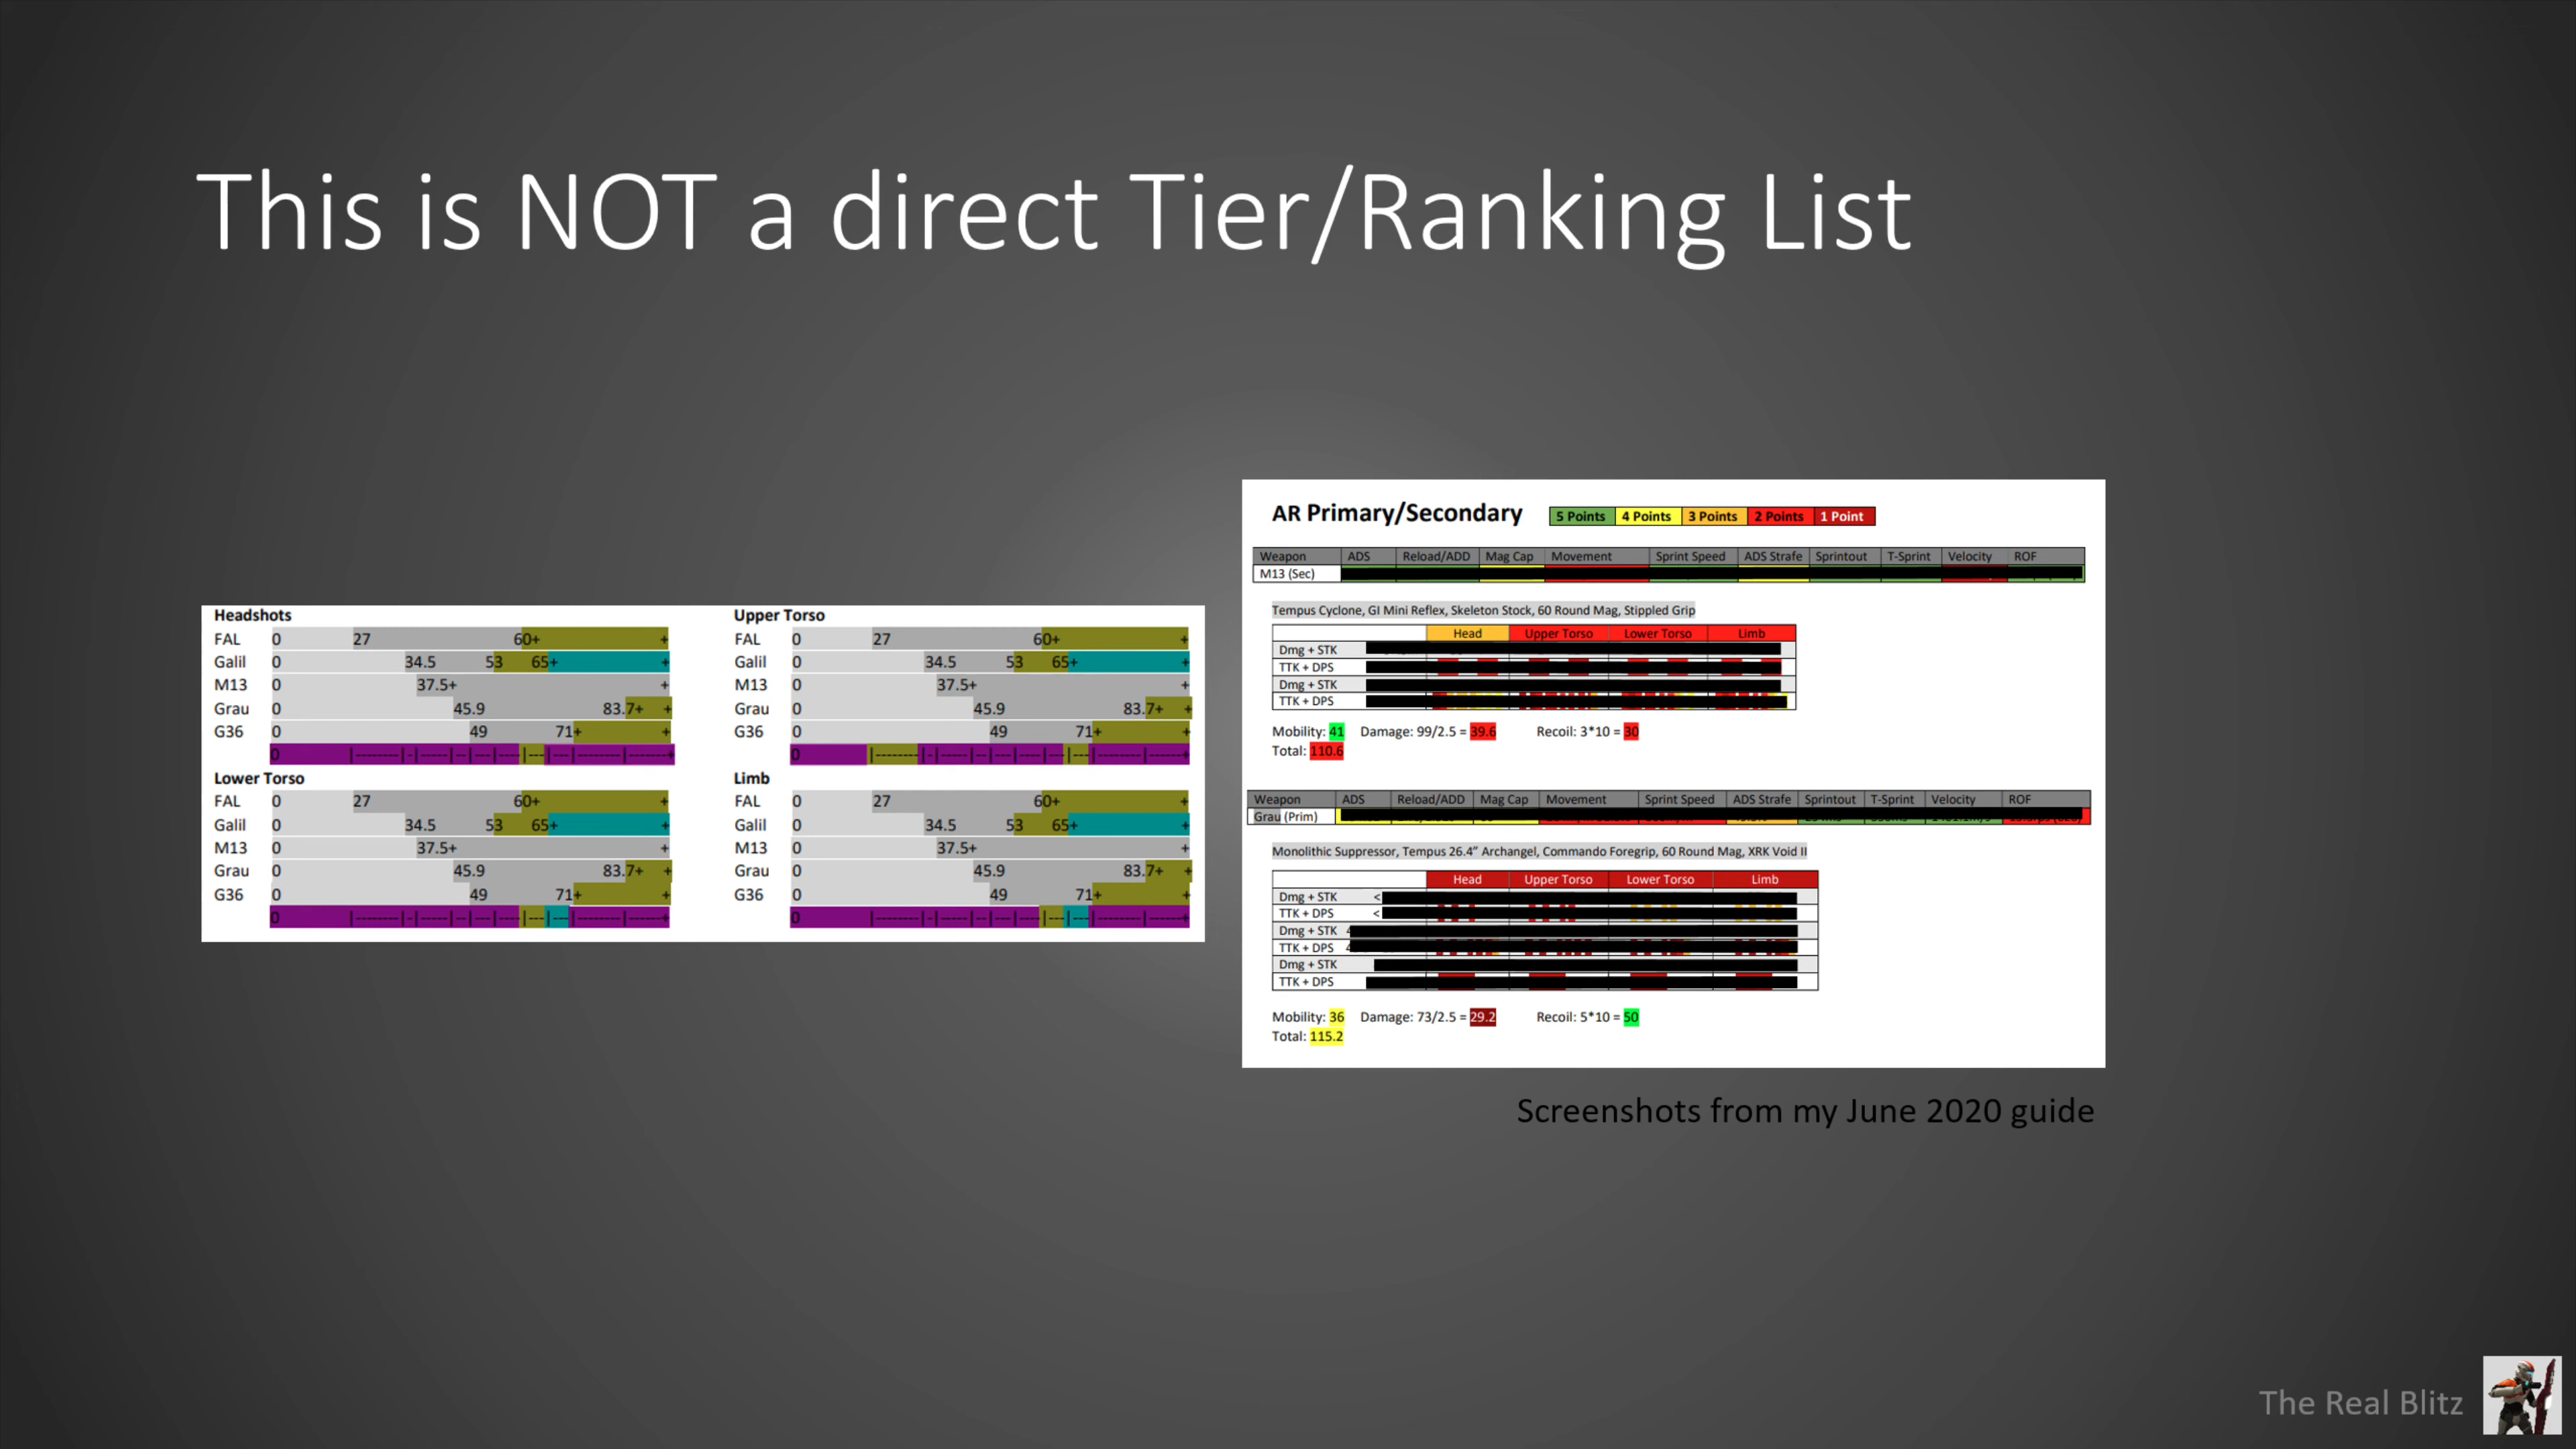 This is NOT a direct Tier/Ranking List
Headshots
FAL 0 27 60+ +
Galil 0 34.5 53 65+ +
M13 0 37.5+ +
Grau 0 45.9 83.7+ +
G36 0 49 71+ +
0 |--------|-|-----|--|---|----|---|---|--------|-------+
Upper Torso
FAL 0 27 60+ +
Galil 0 34.5 53 65+ +
M13 0 37.5+ +
Grau 0 45.9 83.7+ +
G36 0 49 71+ +
0 |--------|-|-----|--|---|----|---|---|--------|-------+
Lower Torso
FAL 0 27 60+ +
Galil 0 34.5 53 65+ +
M13 0 37.5+ +
Grau 0 45.9 83.7+ +
G36 0 49 71+ +
0 |--------|-|-----|--|---|----|---|---|--------|-------+
Limb
FAL 0 27 60+ +
Galil 0 34.5 53 65+ +
M13 0 37.5+ +
Grau 0 45.9 83.7+ +
G36 0 49 71+ +
0 |--------|-|-----|--|---|----|---|---|--------|-------+
AR Primary/Secondary 5 Points 4 Points 3 Points 2 Points 1 Point
Weapon ADS Reload/ADD Mag Cap Movement Sprint Speed ADS Strafe Sprintout T-Sprint Velocity ROF
M13 (Sec)
Tempus Cyclone, GI Mini Reflex, Skeleton Stock, 60 Round Mag, Stippled Grip
Head Upper Torso Lower Torso Limb
Dmg + STK
TTK + DPS
Dmg + STK
TTK + DPS
Mobility: 41 Damage: 99/2.5 = 39.6 Recoil: 3*10 = 30
Total: 110.6
Weapon ADS Reload/ADD Mag Cap Movement Sprint Speed ADS Strafe Sprintout T-Sprint Velocity ROF
Grau (Prim)
Monolithic Suppressor, Tempus 26.4” Archangel, Commando Foregrip, 60 Round Mag, XRK Void II
Head Upper Torso Lower Torso Limb
Dmg + STK <
TTK + DPS <
Dmg + STK
TTK + DPS
Dmg + STK
TTK + DPS
Mobility: 36 Damage: 73/2.5 = 29.2 Recoil: 5*10 = 50
Total: 115.2
Screenshots from my June 2020 guide
The Real Blitz